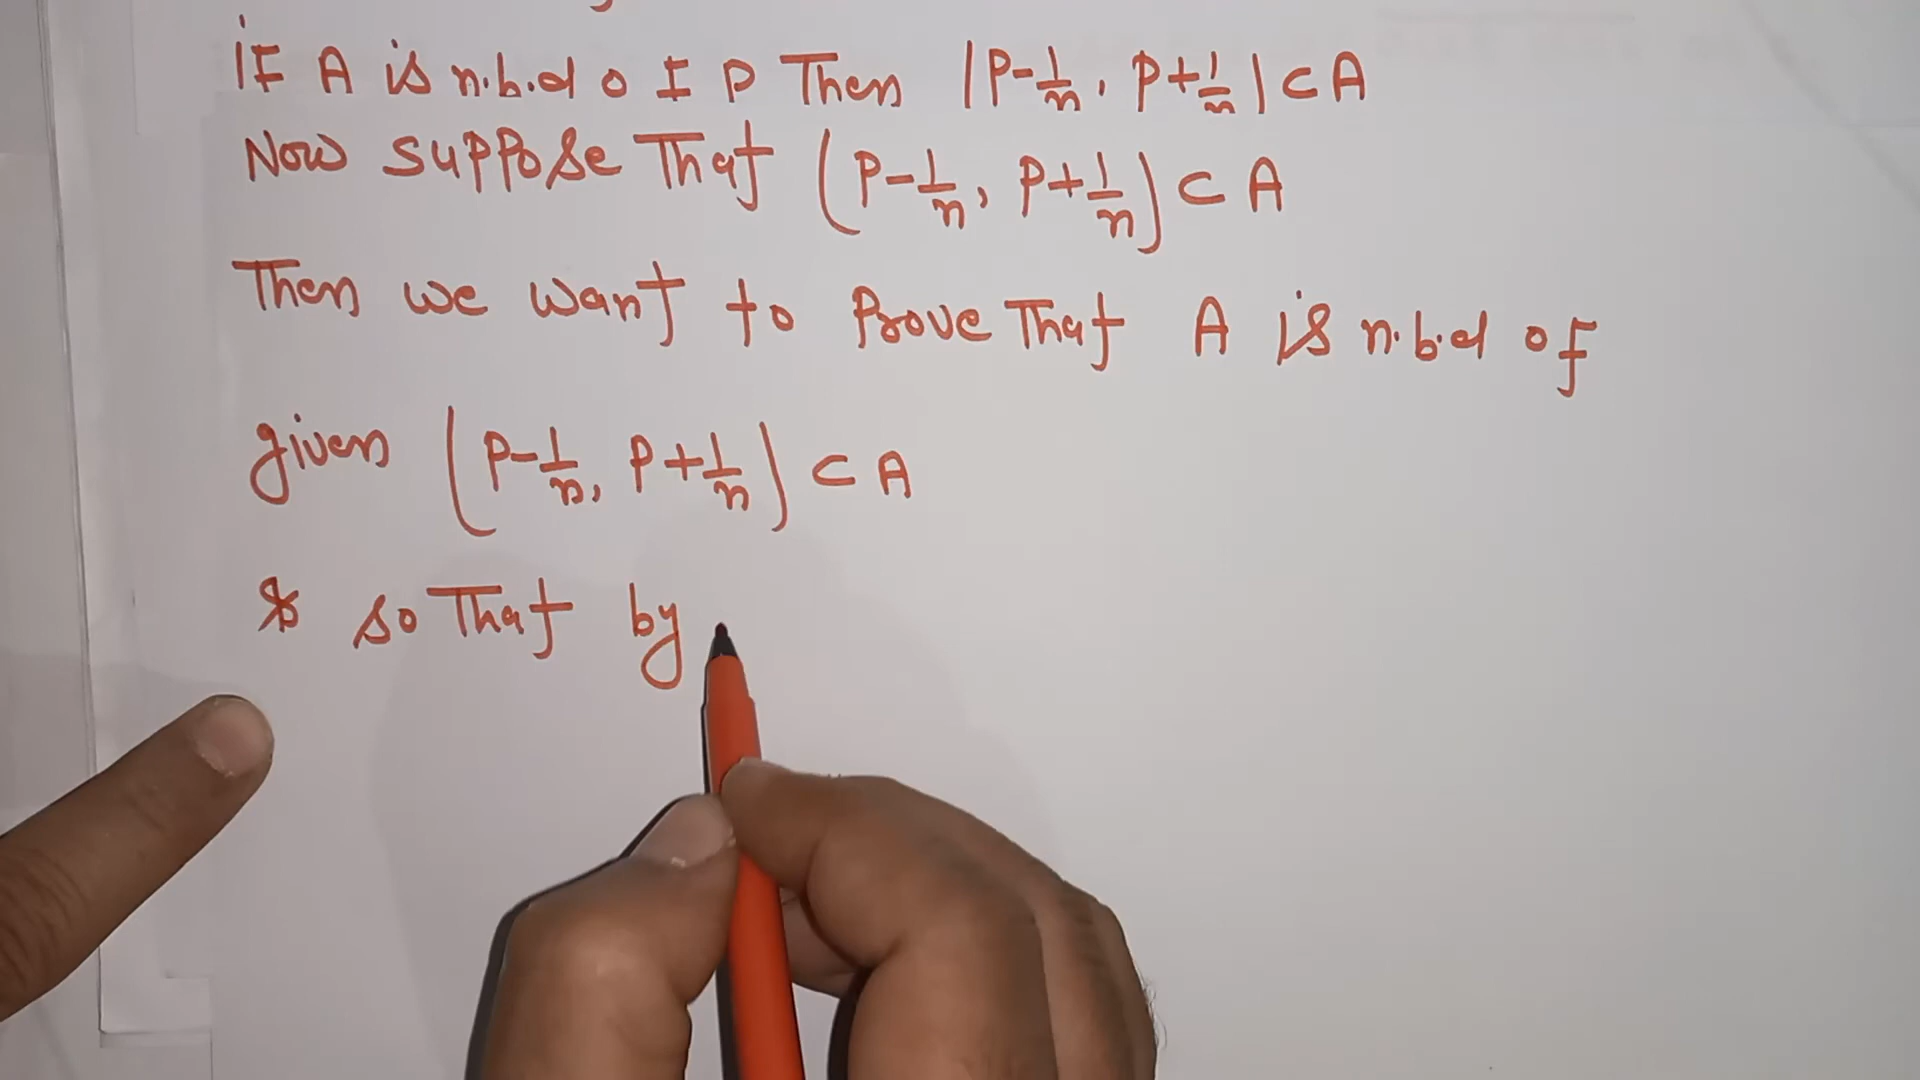 IF A is n.b.d o I P Then |P-1/n, P+1/n| ⊂ A
Now suppose That (P-1/n, P+1/n) ⊂ A
Then we want to Prove That A is n.b.d of
given (P-1/n, P+1/n) ⊂ A
so That by